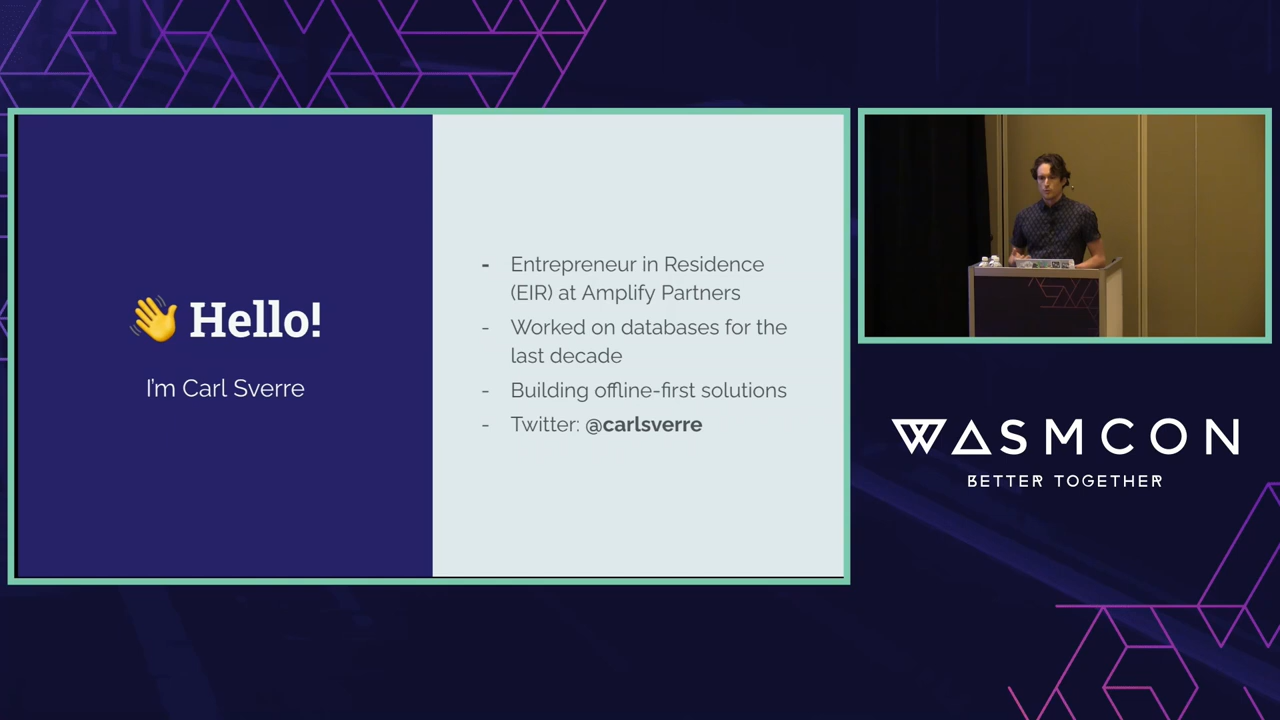 👋 Hello!
I'm Carl Sverre
- Entrepreneur in Residence
(EIR) at Amplify Partners
- Worked on databases for the
last decade
- Building offline-first solutions
- Twitter: @carlsverre
WASMCON
BETTER TOGETHER